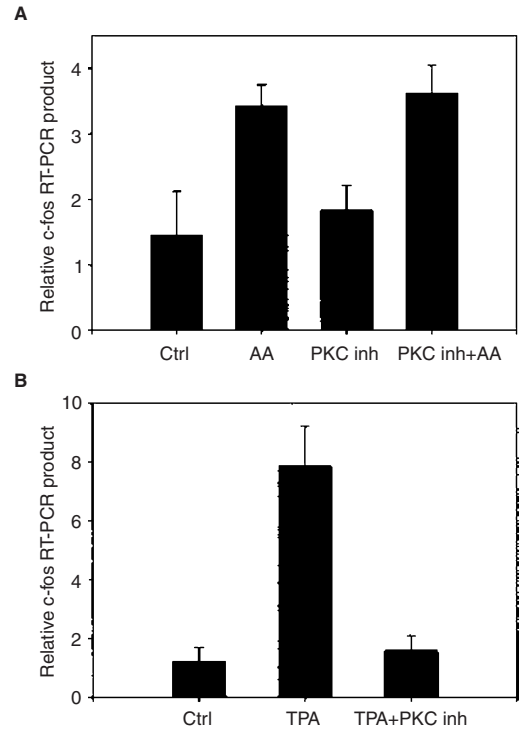 A
Relative c-fos RT-PCR product
4
3
2
1
0
Ctrl AA PKC inh PKC inh+AA
B
Relative c-fos RT-PCR product
10
8
6
4
2
0
Ctrl TPA TPA+PKC inh